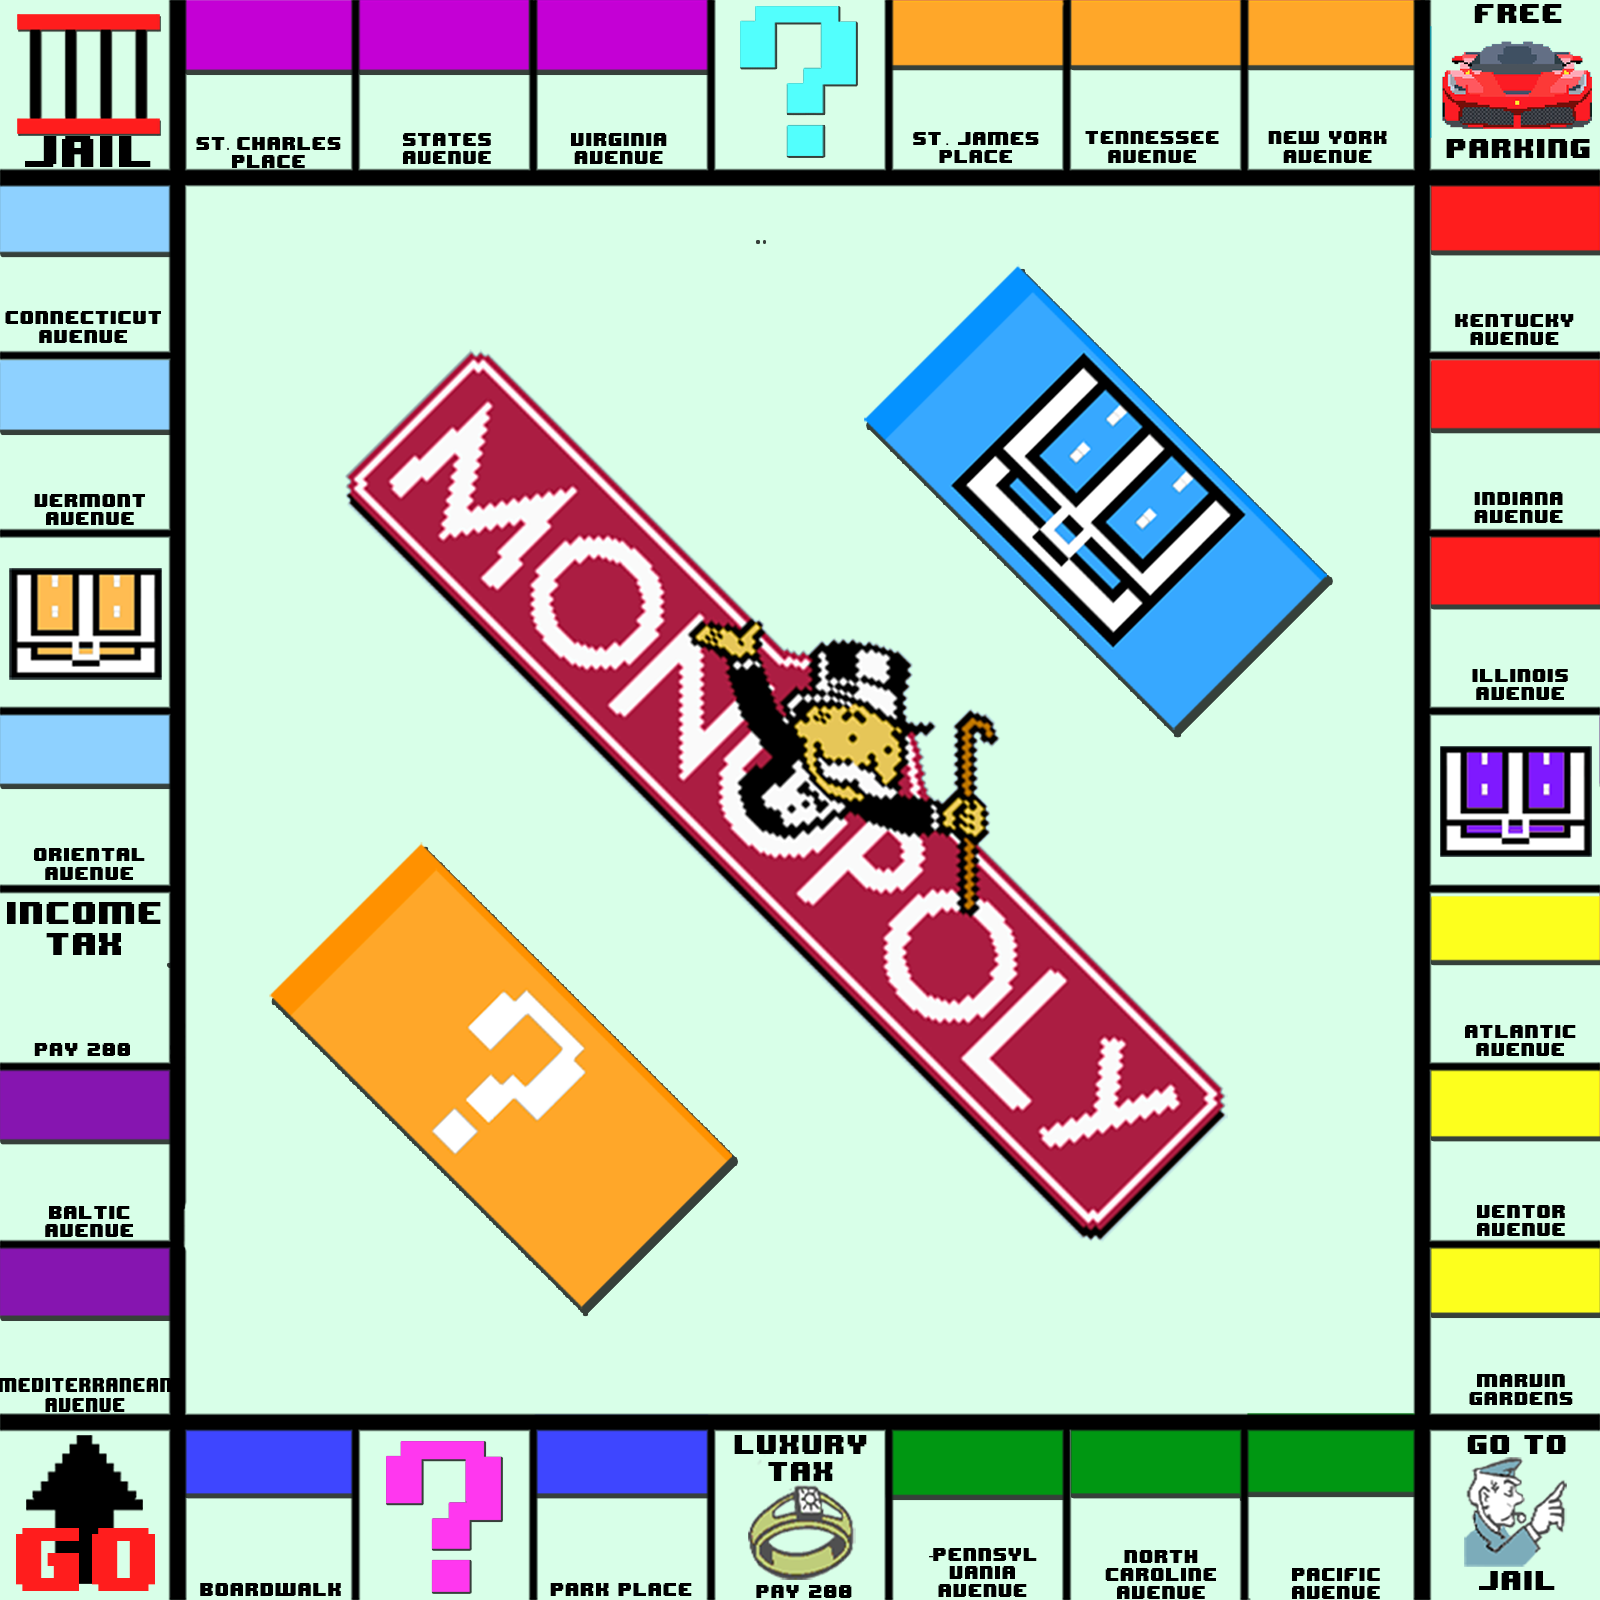 JAIL
ST. CHARLES
PLACE
STATES
AVENUE
VIRGINIA
AVENUE
?
ST. JAMES
PLACE
TENNESSEE
AVENUE
NEW YORK
AVENUE
FREE
PARKING
CONNECTICUT
AVENUE
VERMONT
AVENUE
ORIENTAL
AVENUE
INCOME
TAX
PAY 200
BALTIC
AVENUE
MEDITERRANEAN
AVENUE
MONOPOLY
?
KENTUCKY
AVENUE
INDIANA
AVENUE
ILLINOIS
AVENUE
ATLANTIC
AVENUE
VENTOR
AVENUE
MARVIN
GARDENS
GO
BOARDWALK
?
PARK PLACE
LUXURY
TAX
PAY 200
PENNSYL
VANIA
AVENUE
NORTH
CAROLINE
AVENUE
PACIFIC
AVENUE
GO TO
JAIL